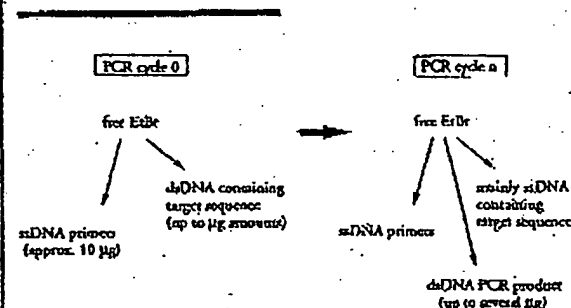 PCR cycle 0
free EtBr
ssDNA primers
(approx. 10 μg)
dsDNA containing
target sequence
(up to μg amounts)
PCR cycle n
free EtBr
ssDNA primers
mainly ssDNA
containing
target sequence
dsDNA PCR product
(up to several μg)